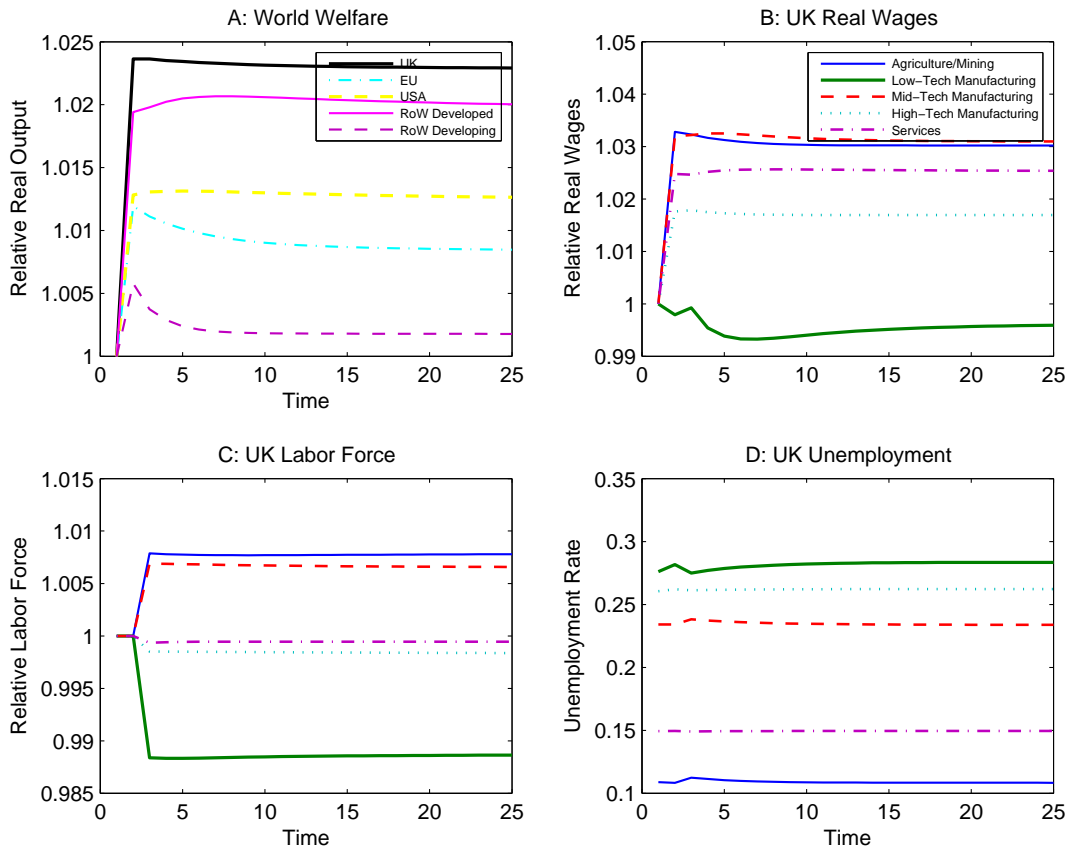 A: World Welfare
Relative Real Output
1.025
1.02
1.015
1.01
1.005
1
0 5 10 15 20 25
Time
UK
EU
USA
RoW Developed
RoW Developing
B: UK Real Wages
Relative Real Wages
1.05
1.04
1.03
1.02
1.01
1
0.99
0 5 10 15 20 25
Time
Agriculture/Mining
Low−Tech Manufacturing
Mid−Tech Manufacturing
High−Tech Manufacturing
Services
C: UK Labor Force
Relative Labor Force
1.015
1.01
1.005
1
0.995
0.99
0.985
0 5 10 15 20 25
Time
D: UK Unemployment
Unemployment Rate
0.35
0.3
0.25
0.2
0.15
0.1
0 5 10 15 20 25
Time